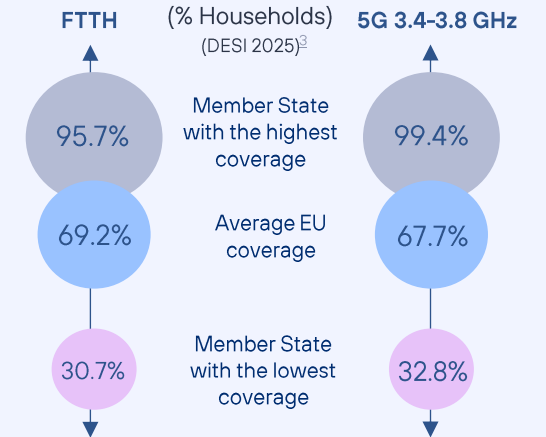 FTTH
(% Households)
5G 3.4-3.8 GHz
(DESI 2025)3
95.7%
Member State
with the highest
coverage
99.4%
69.2%
Average EU
coverage
67.7%
30.7%
Member State
with the lowest
coverage
32.8%